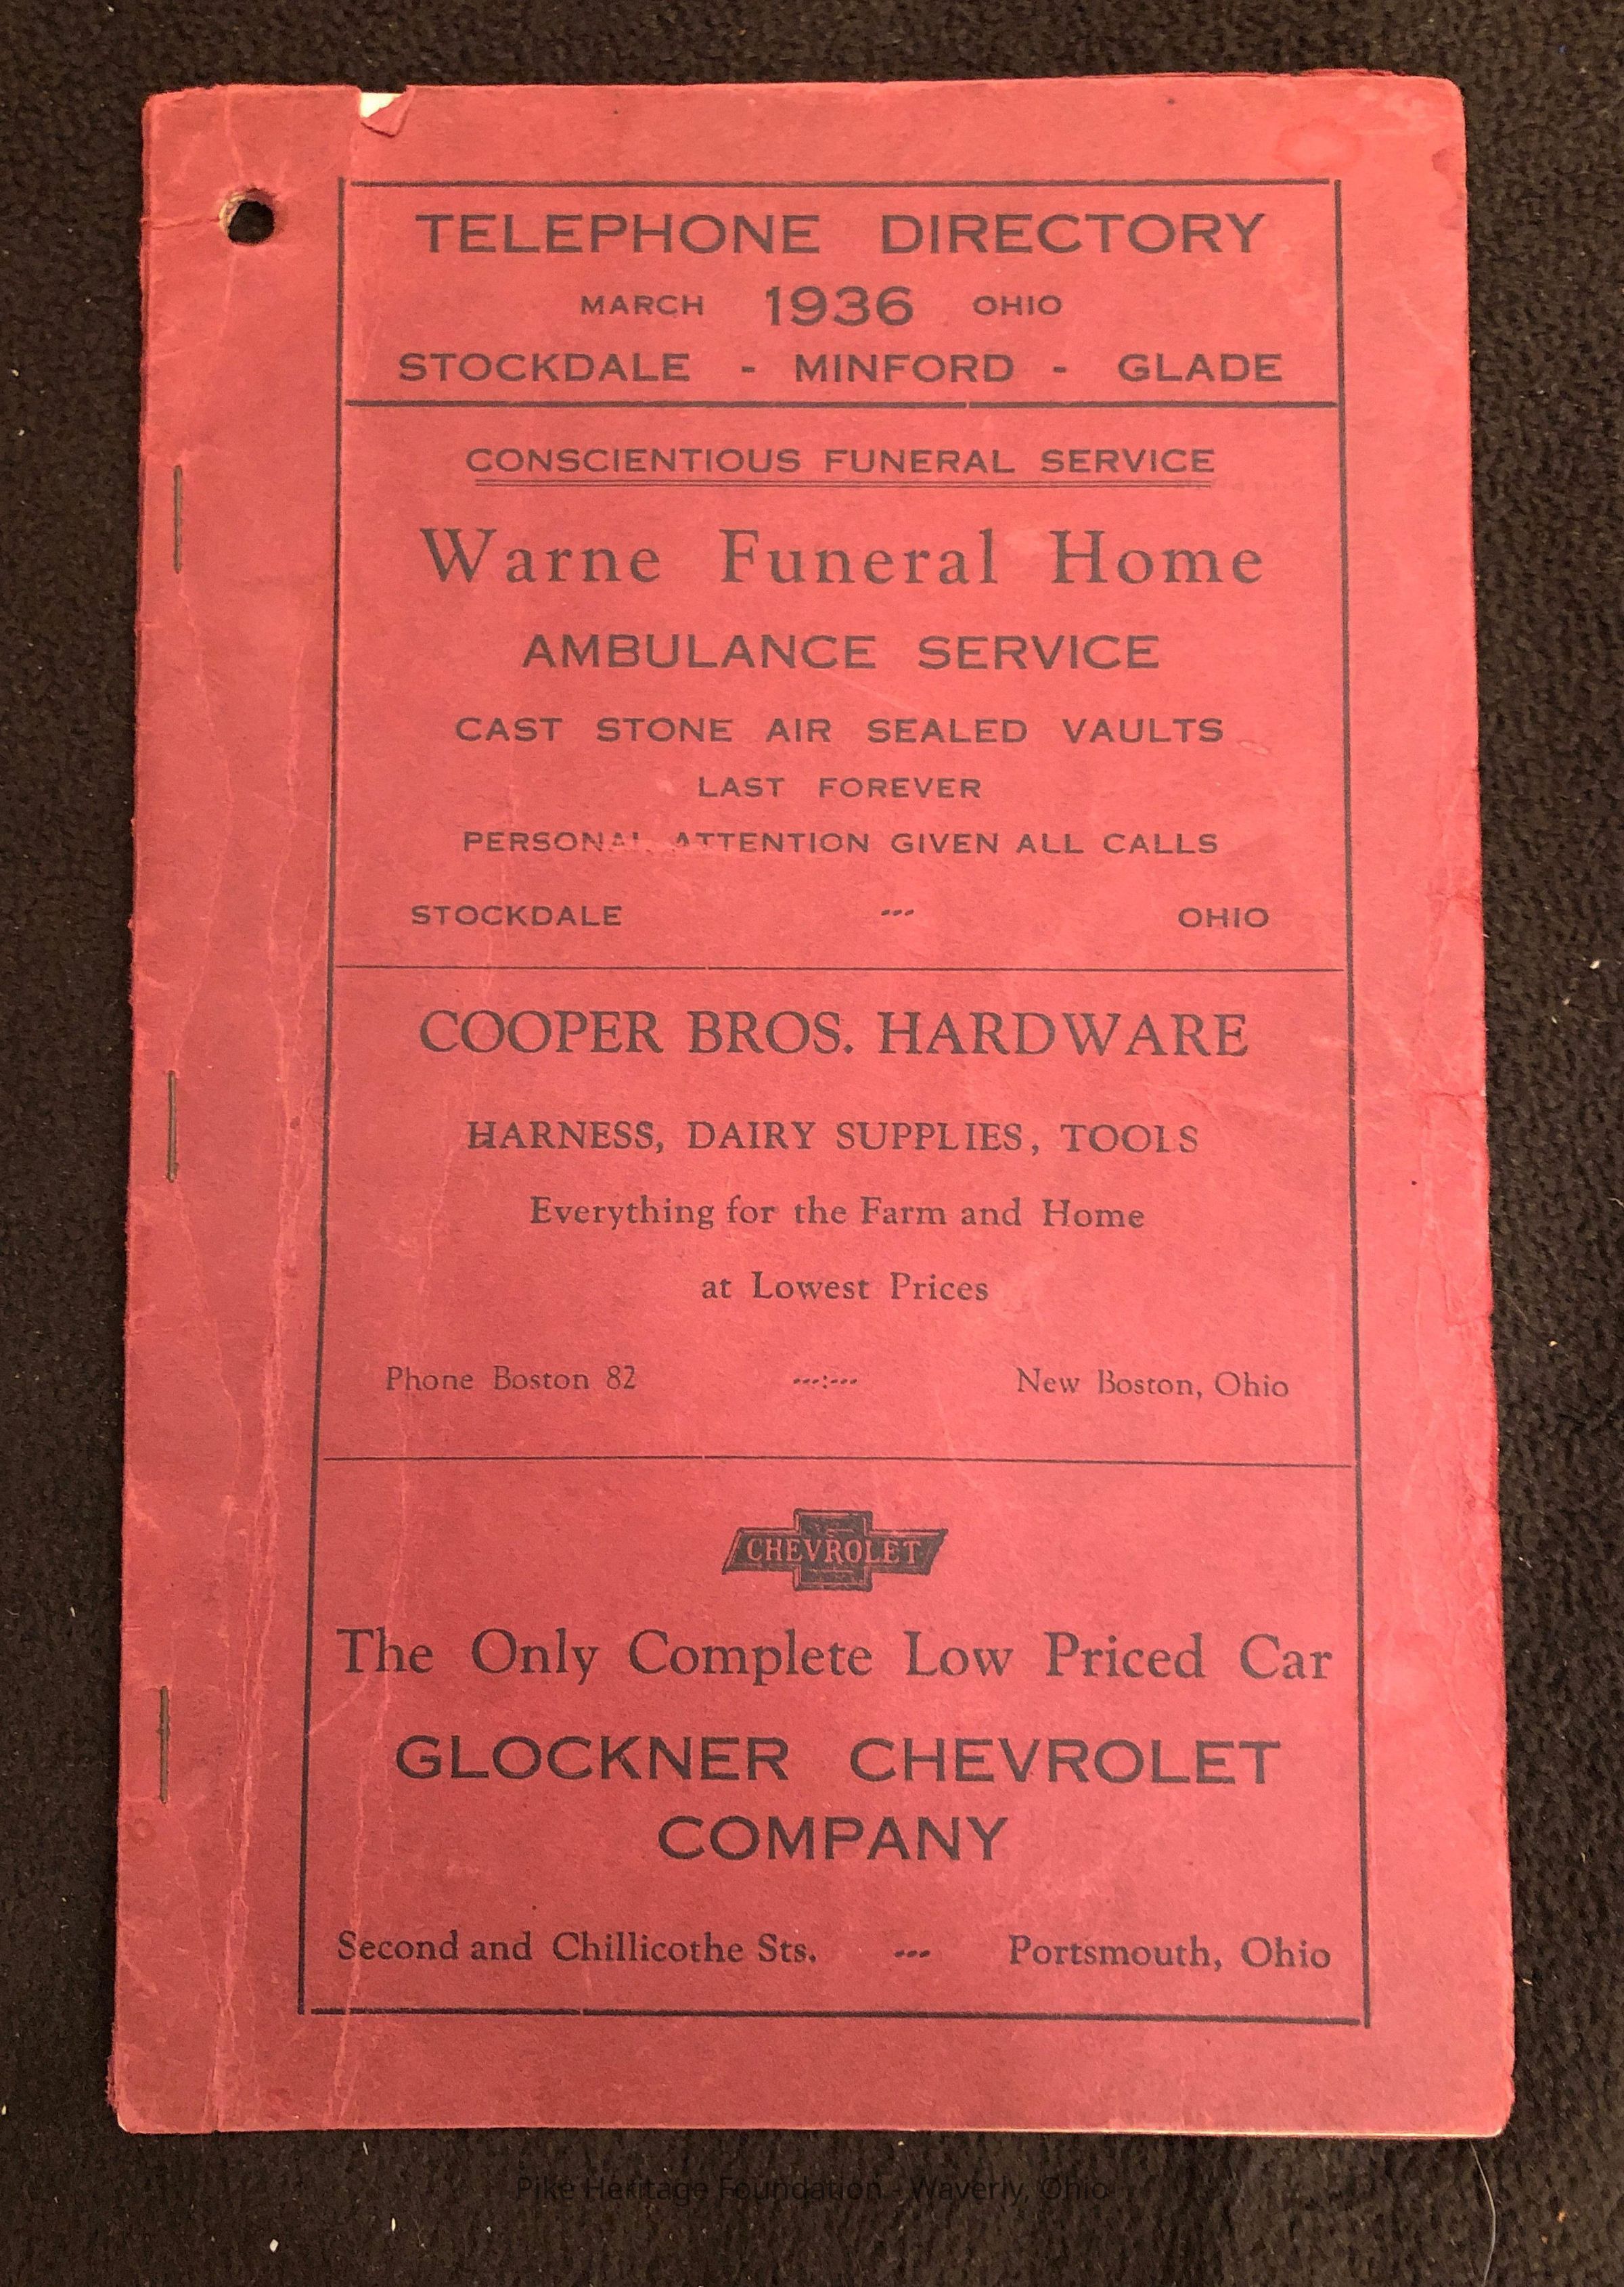 TELEPHONE DIRECTORY
MARCH 1936 OHIO
STOCKDALE - MINFORD - GLADE
CONSCIENTIOUS FUNERAL SERVICE
Warne Funeral Home
AMBULANCE SERVICE
CAST STONE AIR SEALED VAULTS
LAST FOREVER
PERSONAL ATTENTION GIVEN ALL CALLS
STOCKDALE --- OHIO
COOPER BROS. HARDWARE
HARNESS, DAIRY SUPPLIES, TOOLS
Everything for the Farm and Home
at Lowest Prices
Phone Boston 82 ---:--- New Boston, Ohio
CHEVROLET
The Only Complete Low Priced Car
GLOCKNER CHEVROLET
COMPANY
Second and Chillicothe Sts. --- Portsmouth, Ohio
Pike Heritage Foundation - Waverly, Ohio